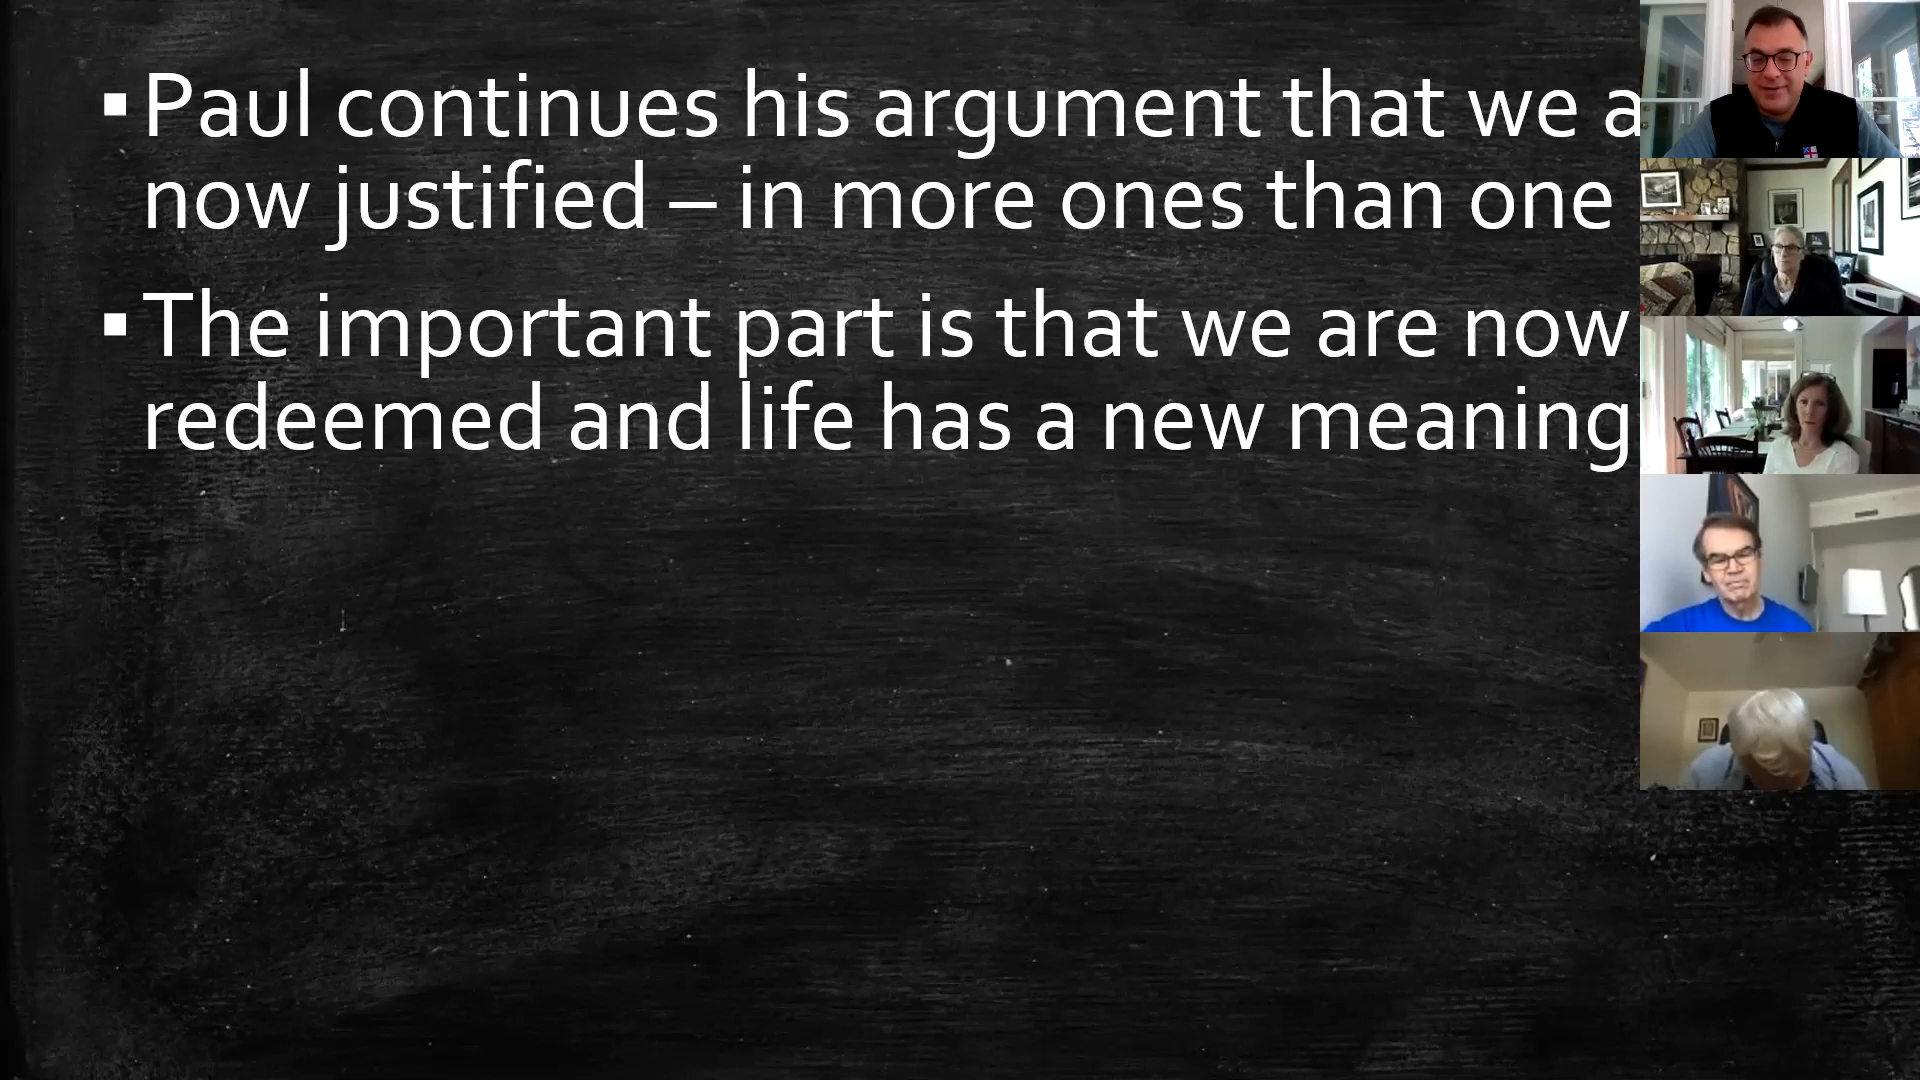 ▪ Paul continues his argument that we a
now justified – in more ones than one
▪ The important part is that we are now
redeemed and life has a new meaning